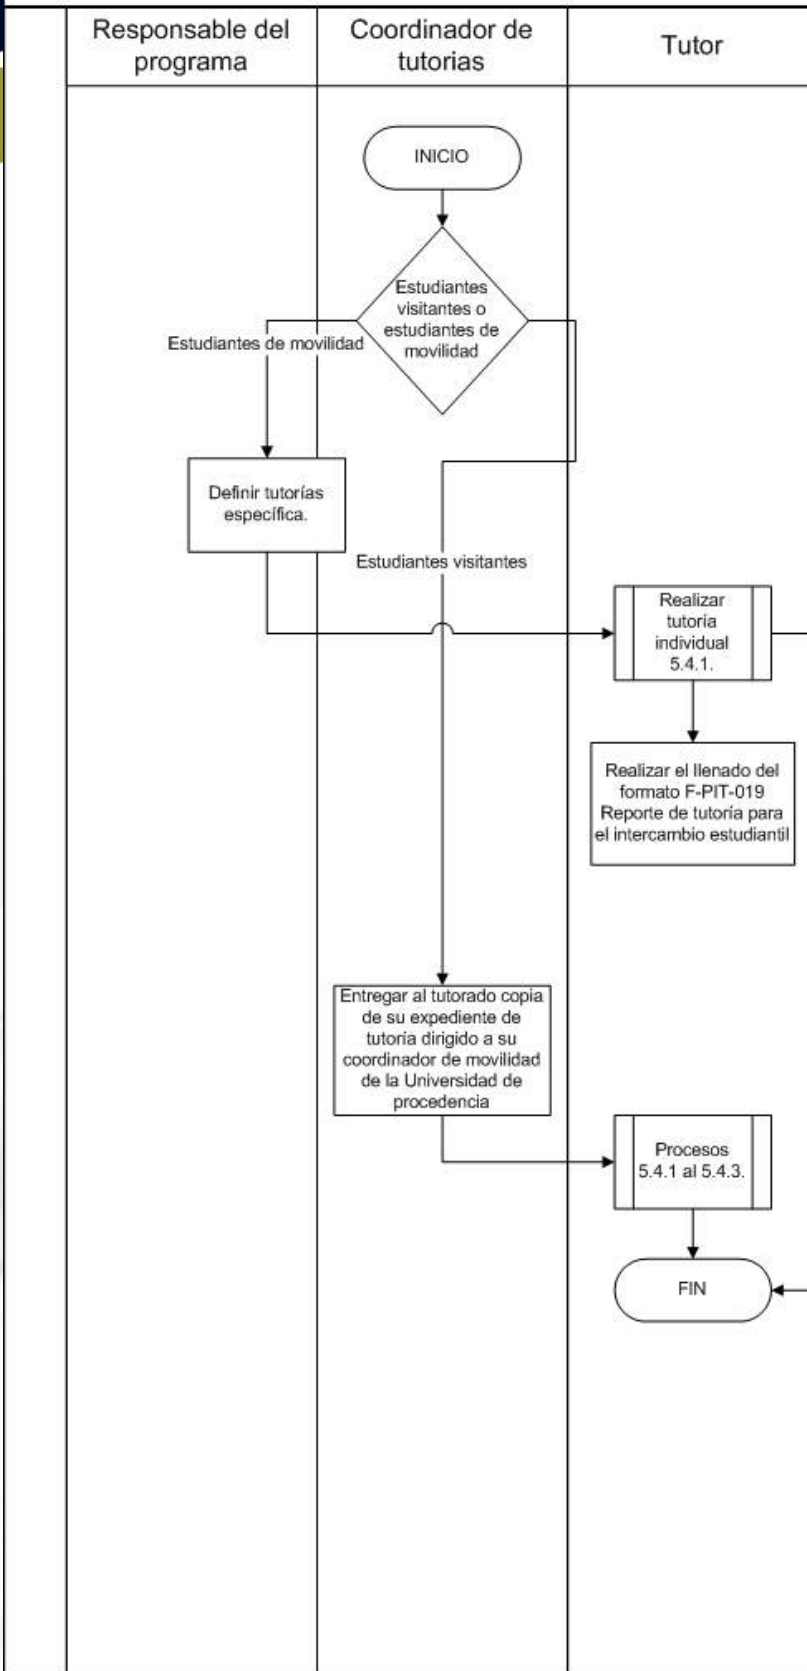 Responsable del
programa
Coordinador de
tutorias
Tutor
INICIO
Estudiantes
visitantes o
estudiantes de
movilidad
Estudiantes de movilidad
Definir tutorías
específica.
Estudiantes visitantes
Realizar
tutoría
individual
5.4.1.
Realizar el llenado del
formato F-PIT-019
Reporte de tutoría para
el intercambio estudiantil
Entregar al tutorado copia
de su expediente de
tutoría dirigido a su
coordinador de movilidad
de la Universidad de
procedencia
Procesos
5.4.1 al 5.4.3.
FIN